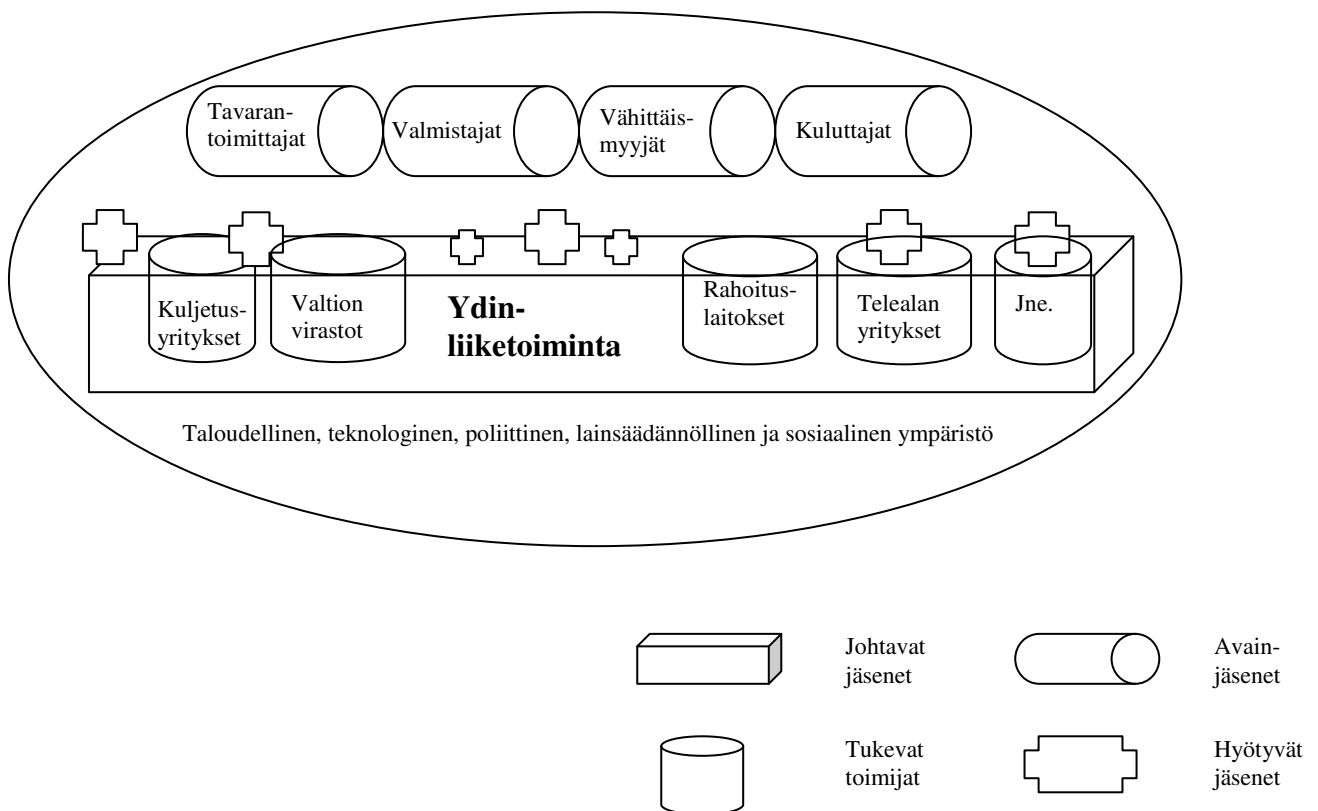 Tavaran-
toimittajat
Valmistajat
Vähittäis-
myyjät
Kuluttajat
Kuljetus-
yritykset
Valtion
virastot
Ydin-
liiketoiminta
Rahoitus-
laitokset
Telealan
yritykset
Jne.
Taloudellinen, teknologinen, poliittinen, lainsäädännöllinen ja sosiaalinen ympäristö
Johtavat
jäsenet
Avain-
jäsenet
Tukevat
toimijat
Hyötyvät
jäsenet